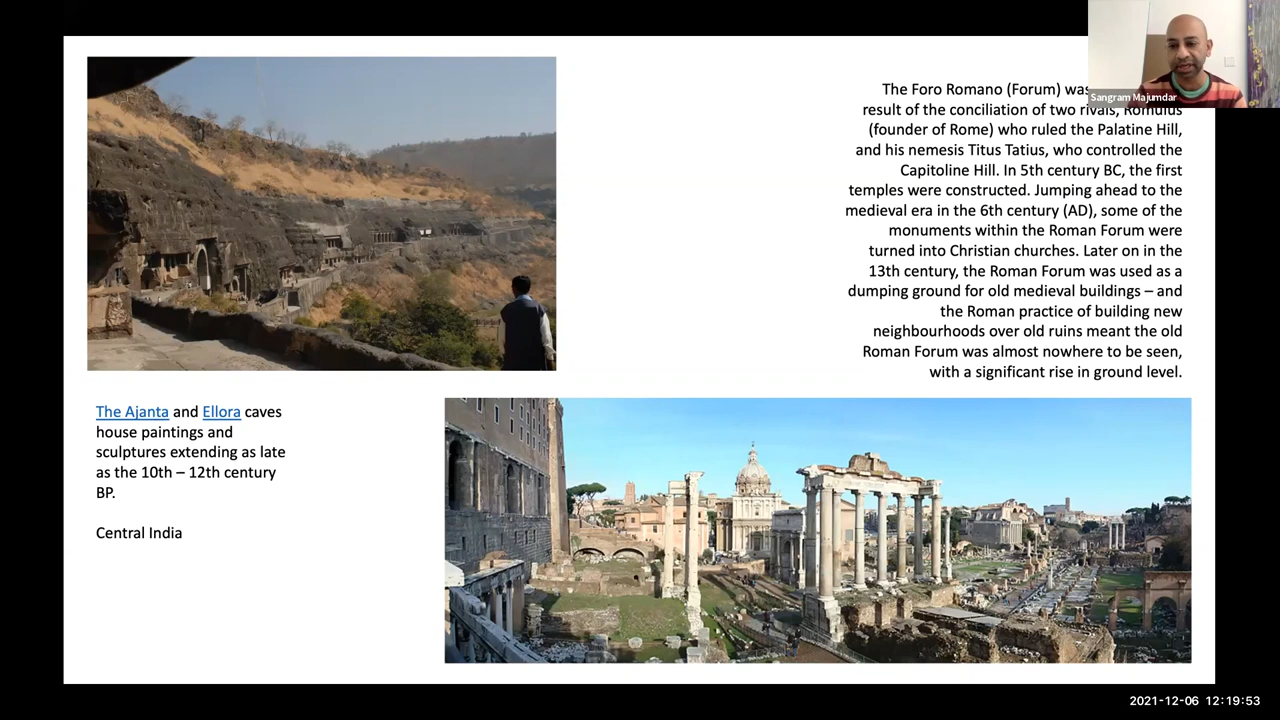 The Foro Romano (Forum) was
Sangram Majumdar
result of the conciliation of two rivals, Romulus
(founder of Rome) who ruled the Palatine Hill,
and his nemesis Titus Tatius, who controlled the
Capitoline Hill. In 5th century BC, the first
temples were constructed. Jumping ahead to the
medieval era in the 6th century (AD), some of the
monuments within the Roman Forum were
turned into Christian churches. Later on in the
13th century, the Roman Forum was used as a
dumping ground for old medieval buildings – and
the Roman practice of building new
neighbourhoods over old ruins meant the old
Roman Forum was almost nowhere to be seen,
with a significant rise in ground level.
The Ajanta and Ellora caves
house paintings and
sculptures extending as late
as the 10th – 12th century
BP.
Central India
2021-12-06 12:19:53